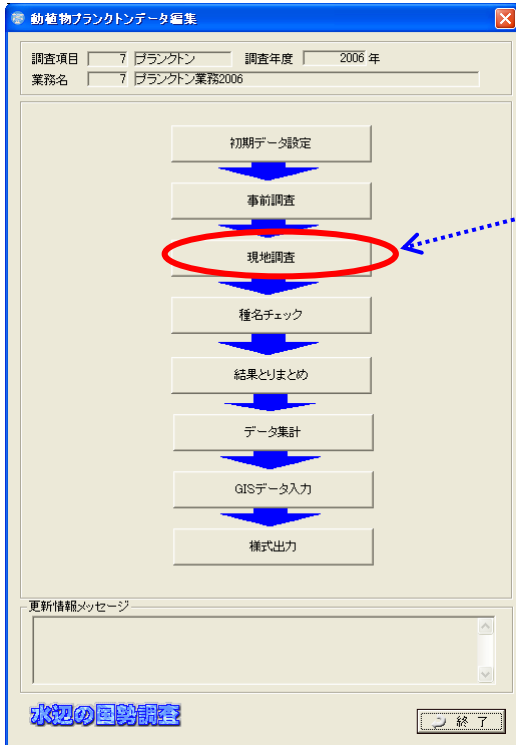 動植物プランクトンデータ編集
調査項目 7 プランクトン 調査年度 2006 年
業務名 7 プランクトン業務2006
初期データ設定
事前調査
現地調査
種名チェック
結果とりまとめ
データ集計
GISデータ入力
様式出力
更新情報メッセージ
水辺の国勢調査
終 了